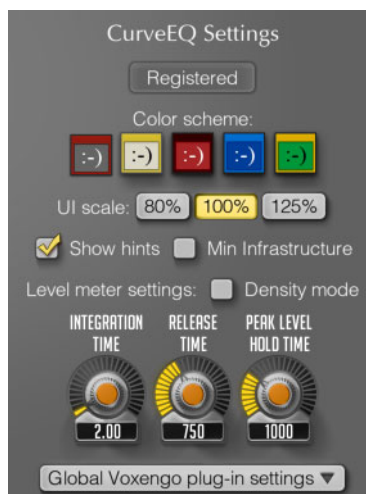 CurveEQ Settings
Registered
Color scheme:
:-) :-) :-) :-) :-)
UI scale: 80% 100% 125%
Show hints Min Infrastructure
Level meter settings: Density mode
INTEGRATION TIME RELEASE TIME PEAK LEVEL HOLD TIME
2.00 750 1000
Global Voxengo plug-in settings ▼